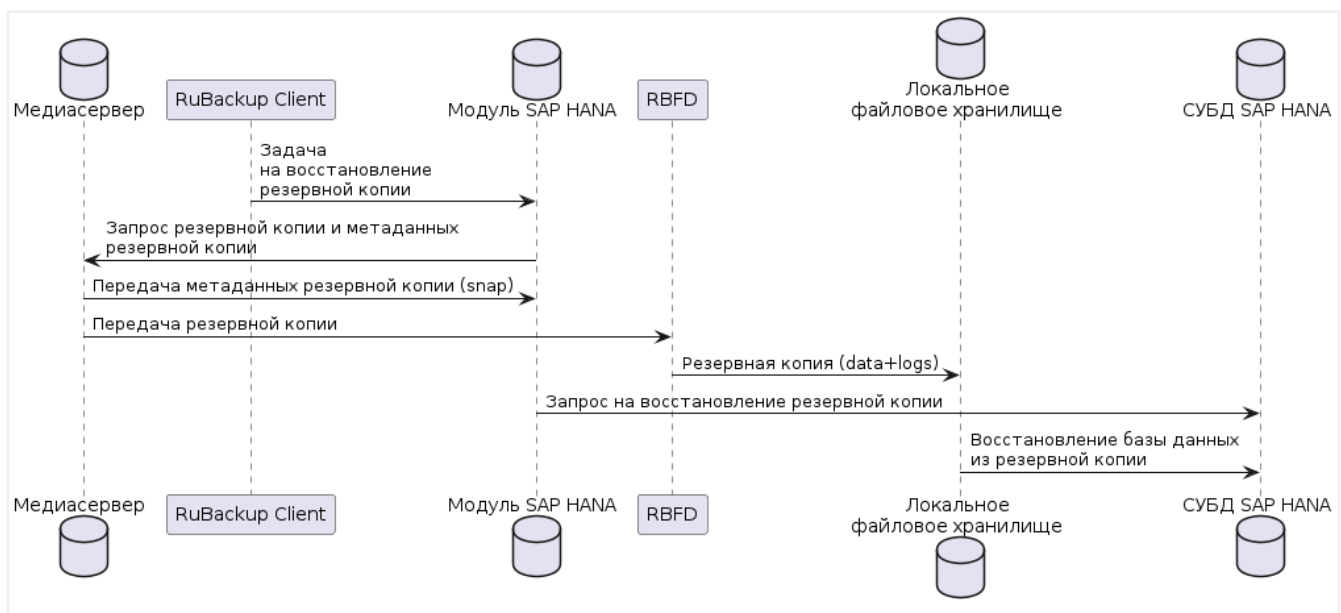 Медиасервер
RuBackup Client
Модуль SAP HANA
RBFD
Локальное
файловое хранилище
СУБД SAP HANA
Задача
на восстановление
резервной копии
Запрос резервной копии и метаданных
резервной копии
Передача метаданных резервной копии (snap)
Передача резервной копии
Резервная копия (data+logs)
Запрос на восстановление резервной копии
Восстановление базы данных
из резервной копии
Медиасервер
RuBackup Client
Модуль SAP HANA
RBFD
Локальное
файловое хранилище
СУБД SAP HANA